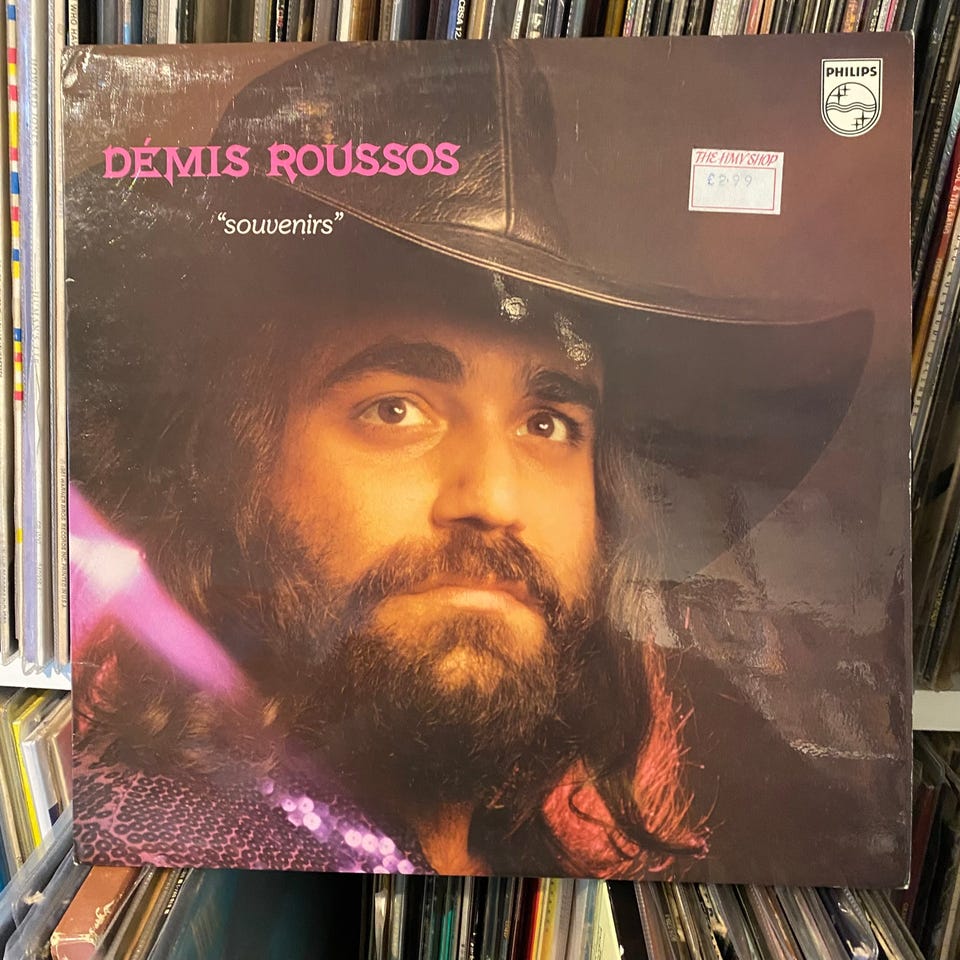 PHILIPS
DÉMIS ROUSSOS
THE HMV SHOP
£2.99
“souvenirs”